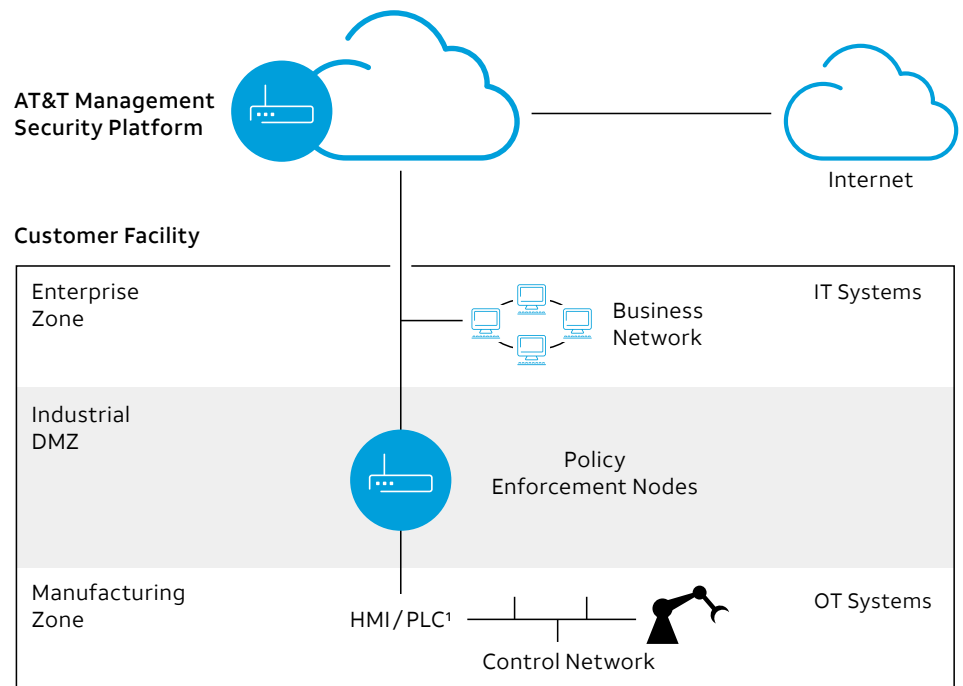 AT&T Management
Security Platform
Internet
Customer Facility
Enterprise
Zone
Business
Network
IT Systems
Industrial
DMZ
Policy
Enforcement Nodes
Manufacturing
Zone
HMI/PLC¹
Control Network
OT Systems